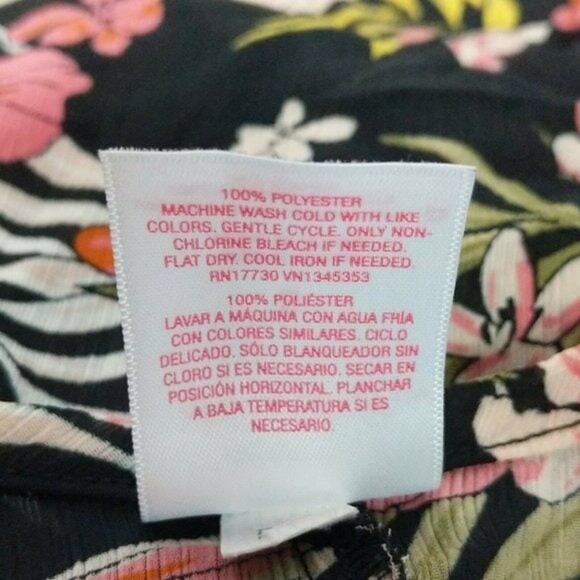 100% POLYESTER
MACHINE WASH COLD WITH LIKE
COLORS. GENTLE CYCLE. ONLY NON-
CHLORINE BLEACH IF NEEDED.
FLAT DRY. COOL IRON IF NEEDED.
RN17730 VN1345353
100% POLIÉSTER
LAVAR A MÁQUINA CON AGUA FRÍA
CON COLORES SIMILARES. CICLO
DELICADO. SÓLO BLANQUEADOR SIN
CLORO SI ES NECESARIO. SECAR EN
POSICIÓN HORIZONTAL. PLANCHAR
A BAJA TEMPERATURA SI ES
NECESARIO.